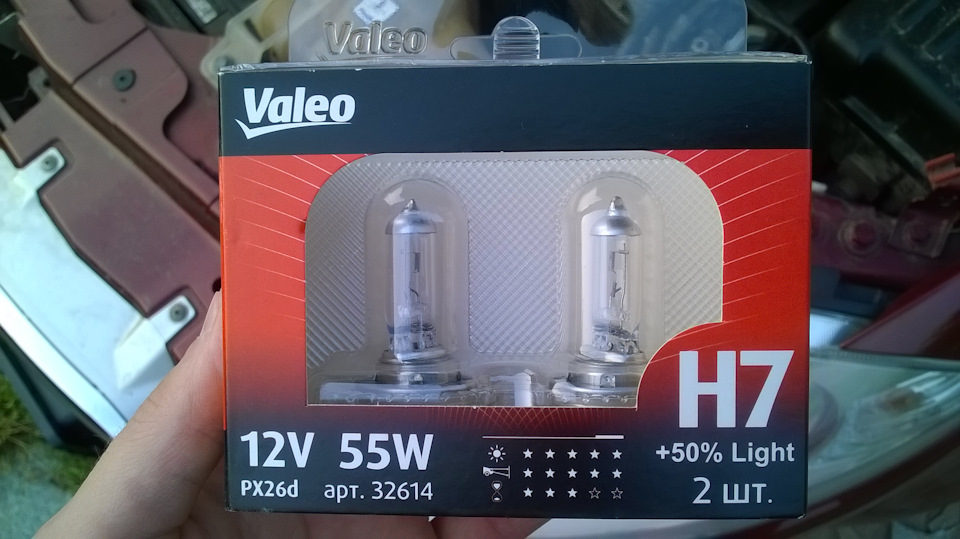 Valeo
Valeo
H7
12V 55W
+50% Light
PX26d арт. 32614
2 шт.